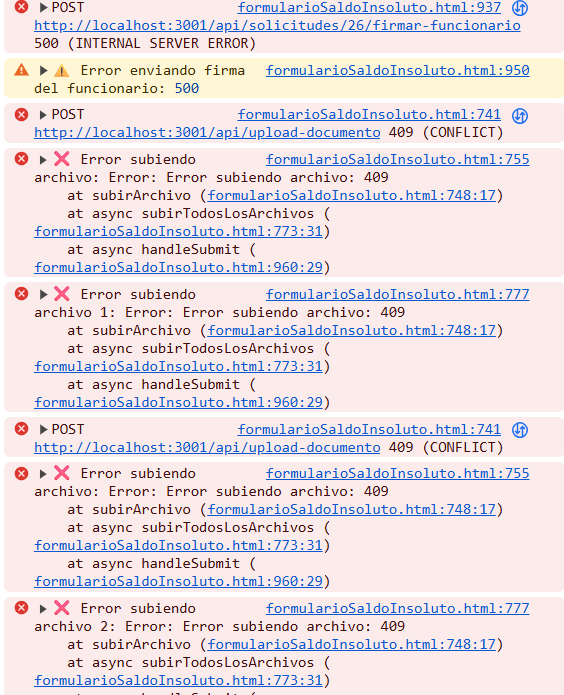 POST formularioSaldoInsoluto.html:937
http://localhost:3001/api/solicitudes/26/firmar-funcionario
500 (INTERNAL SERVER ERROR)
Error enviando firma formularioSaldoInsoluto.html:950
del funcionario: 500
POST formularioSaldoInsoluto.html:741
http://localhost:3001/api/upload-documento 409 (CONFLICT)
Error subiendo formularioSaldoInsoluto.html:755
archivo: Error: Error subiendo archivo: 409
at subirArchivo (formularioSaldoInsoluto.html:748:17)
at async subirTodosLosArchivos (
formularioSaldoInsoluto.html:773:31)
at async handleSubmit (
formularioSaldoInsoluto.html:960:29)
Error subiendo formularioSaldoInsoluto.html:777
archivo 1: Error: Error subiendo archivo: 409
at subirArchivo (formularioSaldoInsoluto.html:748:17)
at async subirTodosLosArchivos (
formularioSaldoInsoluto.html:773:31)
at async handleSubmit (
formularioSaldoInsoluto.html:960:29)
POST formularioSaldoInsoluto.html:741
http://localhost:3001/api/upload-documento 409 (CONFLICT)
Error subiendo formularioSaldoInsoluto.html:755
archivo: Error: Error subiendo archivo: 409
at subirArchivo (formularioSaldoInsoluto.html:748:17)
at async subirTodosLosArchivos (
formularioSaldoInsoluto.html:773:31)
at async handleSubmit (
formularioSaldoInsoluto.html:960:29)
Error subiendo formularioSaldoInsoluto.html:777
archivo 2: Error: Error subiendo archivo: 409
at subirArchivo (formularioSaldoInsoluto.html:748:17)
at async subirTodosLosArchivos (
formularioSaldoInsoluto.html:773:31)